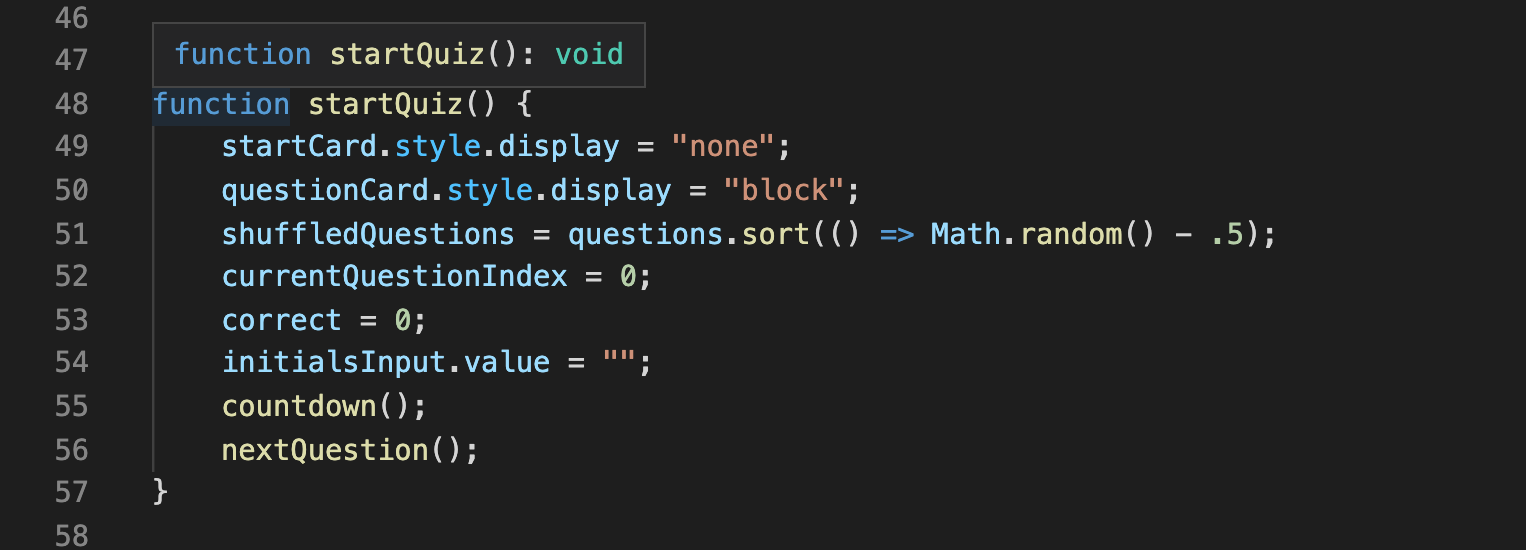 46
47 function startQuiz(): void
48 function startQuiz() {
49 startCard.style.display = "none";
50 questionCard.style.display = "block";
51 shuffledQuestions = questions.sort(() => Math.random() - .5);
52 currentQuestionIndex = 0;
53 correct = 0;
54 initialsInput.value = "";
55 countdown();
56 nextQuestion();
57 }
58